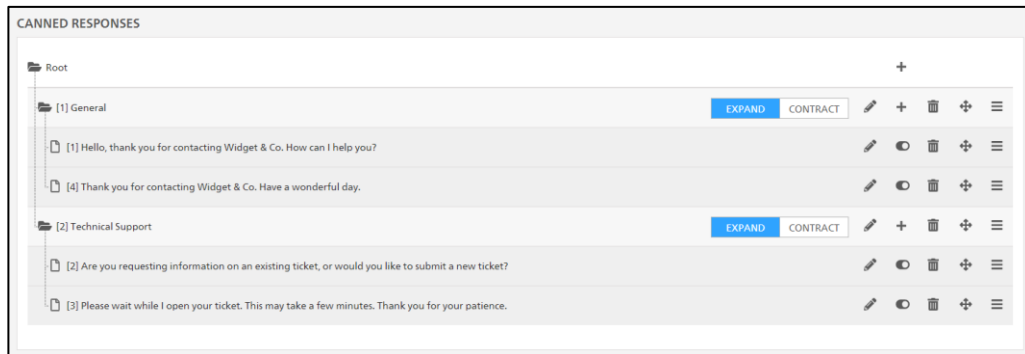 CANNED RESPONSES
Root
[1] General EXPAND CONTRACT
[1] Hello, thank you for contacting Widget & Co. How can I help you?
[4] Thank you for contacting Widget & Co. Have a wonderful day.
[2] Technical Support EXPAND CONTRACT
[2] Are you requesting information on an existing ticket, or would you like to submit a new ticket?
[3] Please wait while I open your ticket. This may take a few minutes. Thank you for your patience.